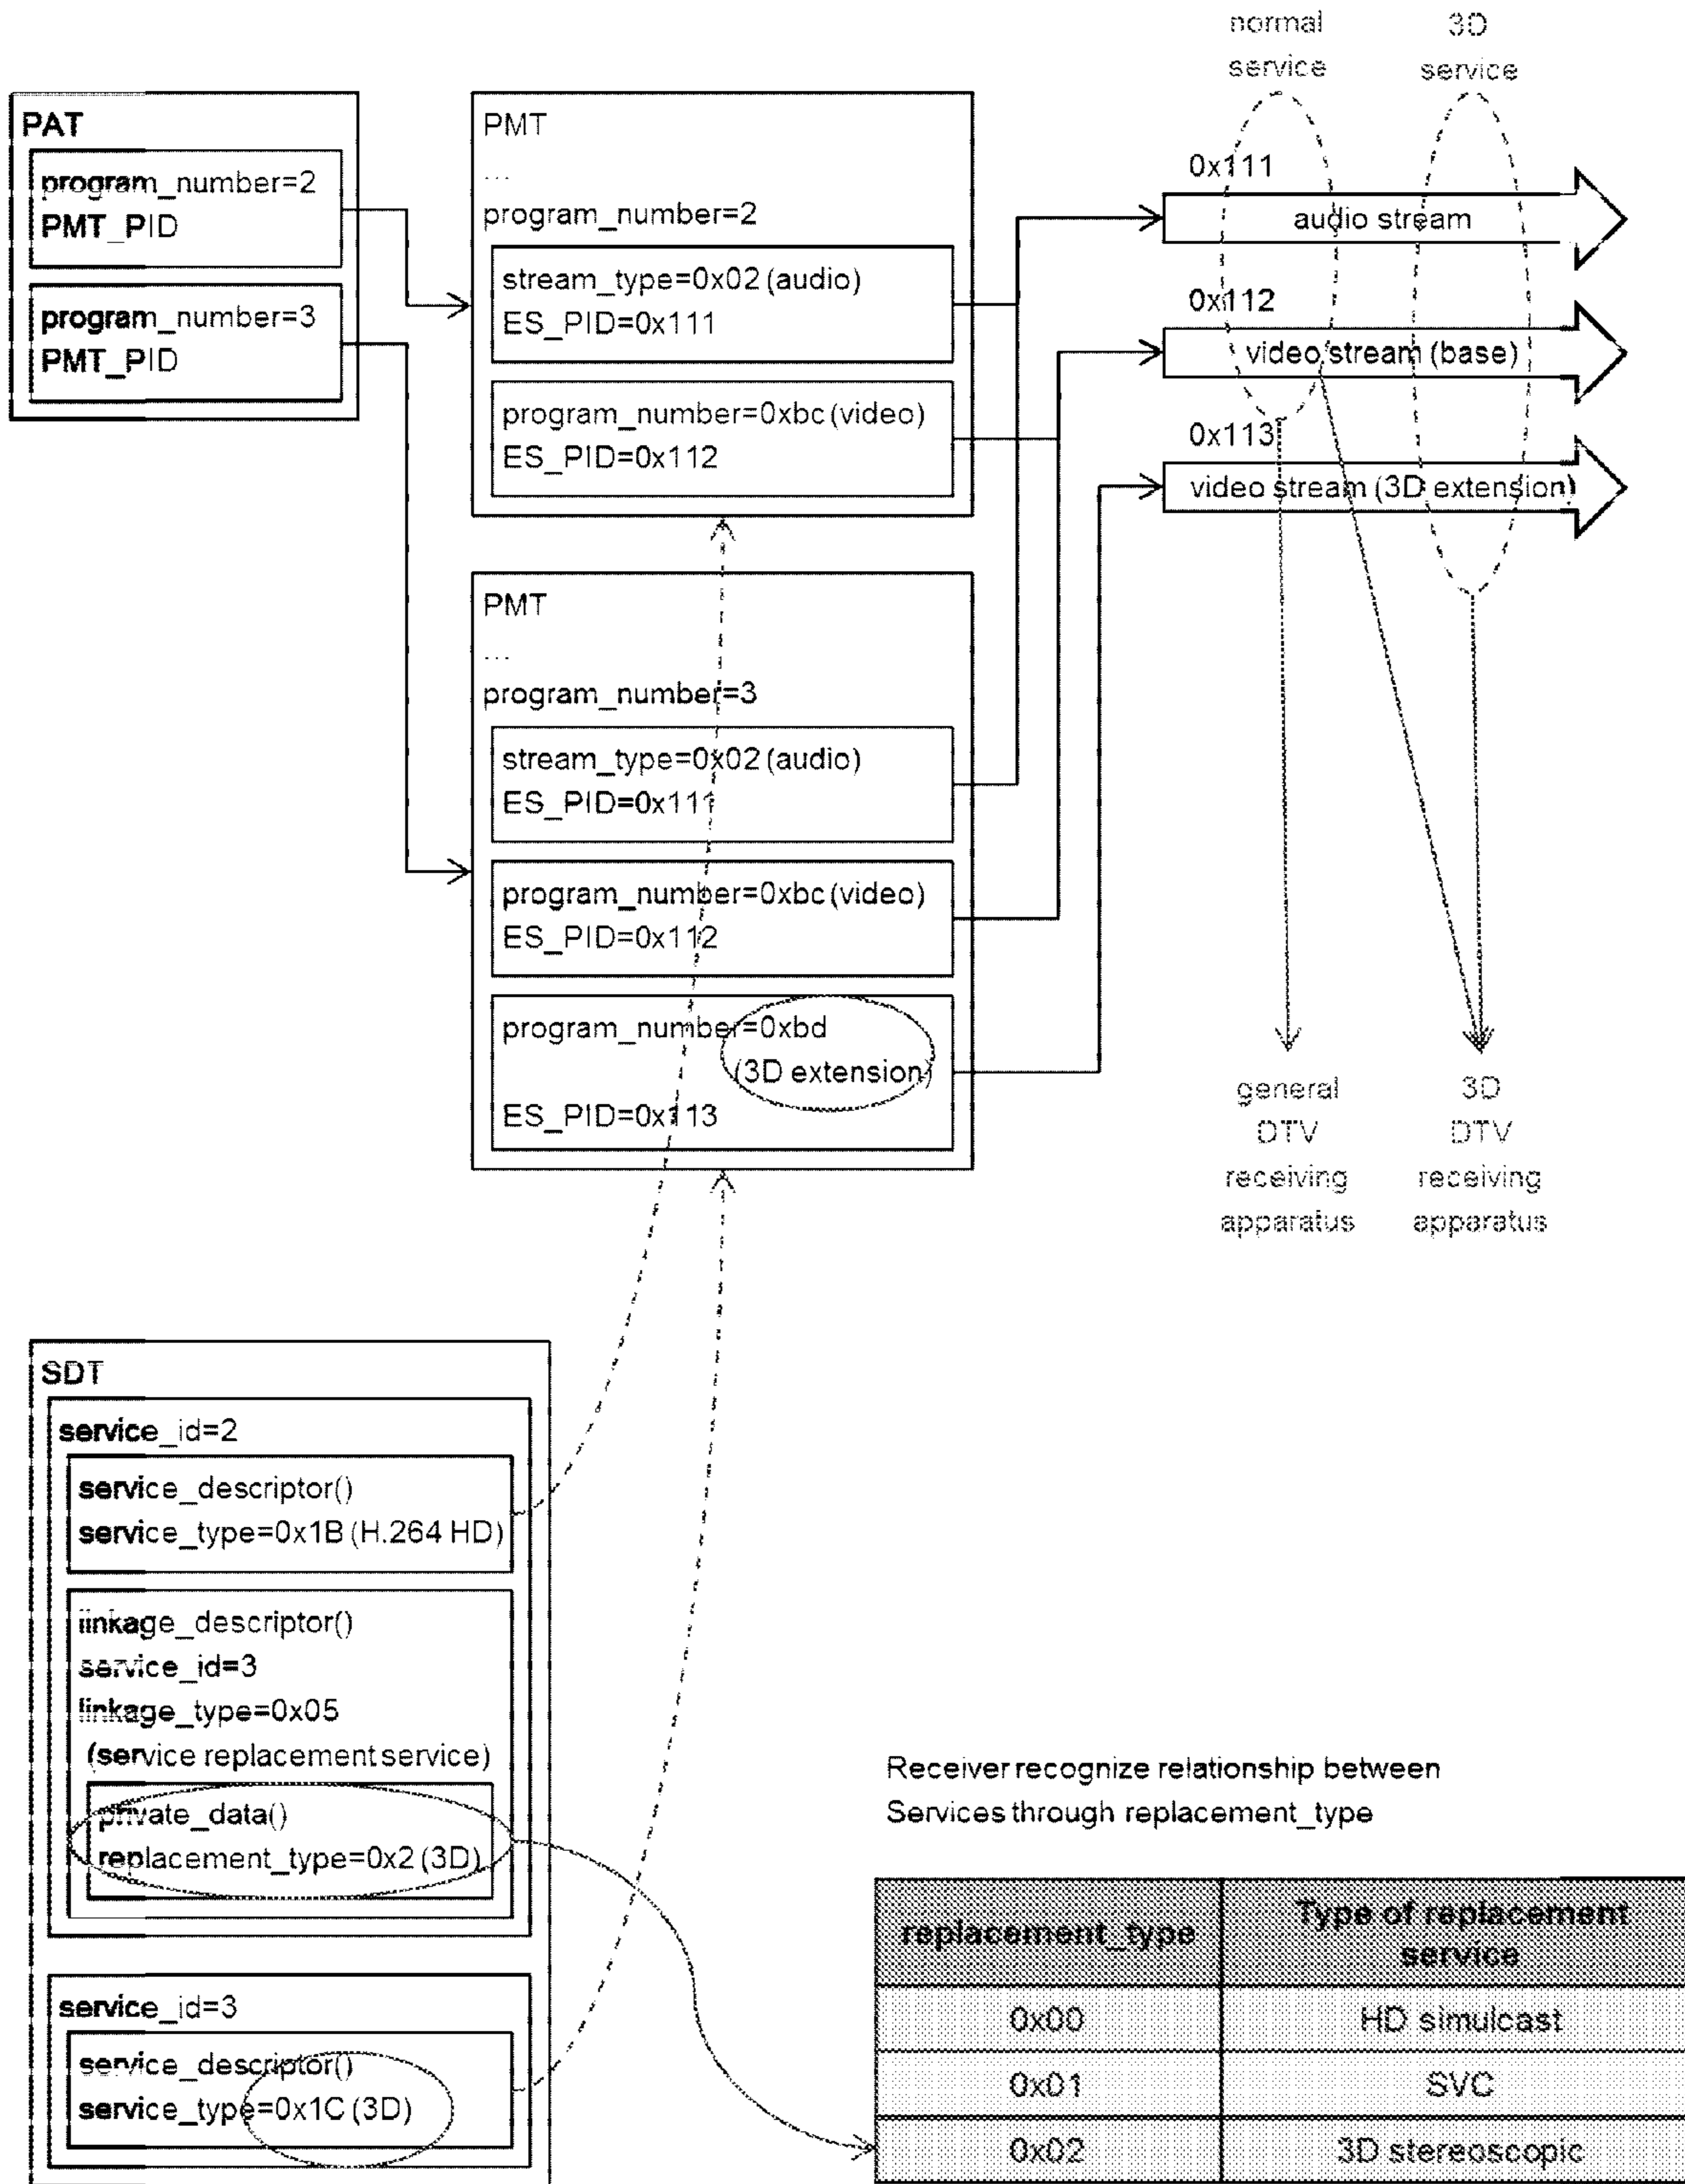 normal
service
3D
service
PAT
program_number=2
PMT_PID
program_number=3
PMT_PID
PMT
...
program_number=2
stream_type=0x02 (audio)
ES_PID=0x111
program_number=0xbc (video)
ES_PID=0x112
PMT
...
program_number=3
stream_type=0x02 (audio)
ES_PID=0x111
program_number=0xbc (video)
ES_PID=0x112
program_number=0xbd
(3D extension)
ES_PID=0x113
0x111
audio stream
0x112
video stream (base)
0x113
video stream (3D extension)
general
DTV
receiving
apparatus
3D
DTV
receiving
apparatus
SDT
service_id=2
service_descriptor()
service_type=0x1B (H.264 HD)
linkage_descriptor()
service_id=3
linkage_type=0x05
(service replacement service)
private_data()
replacement_type=0x2 (3D)
service_id=3
service_descriptor()
service_type=0x1C (3D)
Receiver recognize relationship between
Services through replacement_type
replacement_type
Type of replacement
service
0x00
HD simulcast
0x01
SVC
0x02
3D stereoscopic